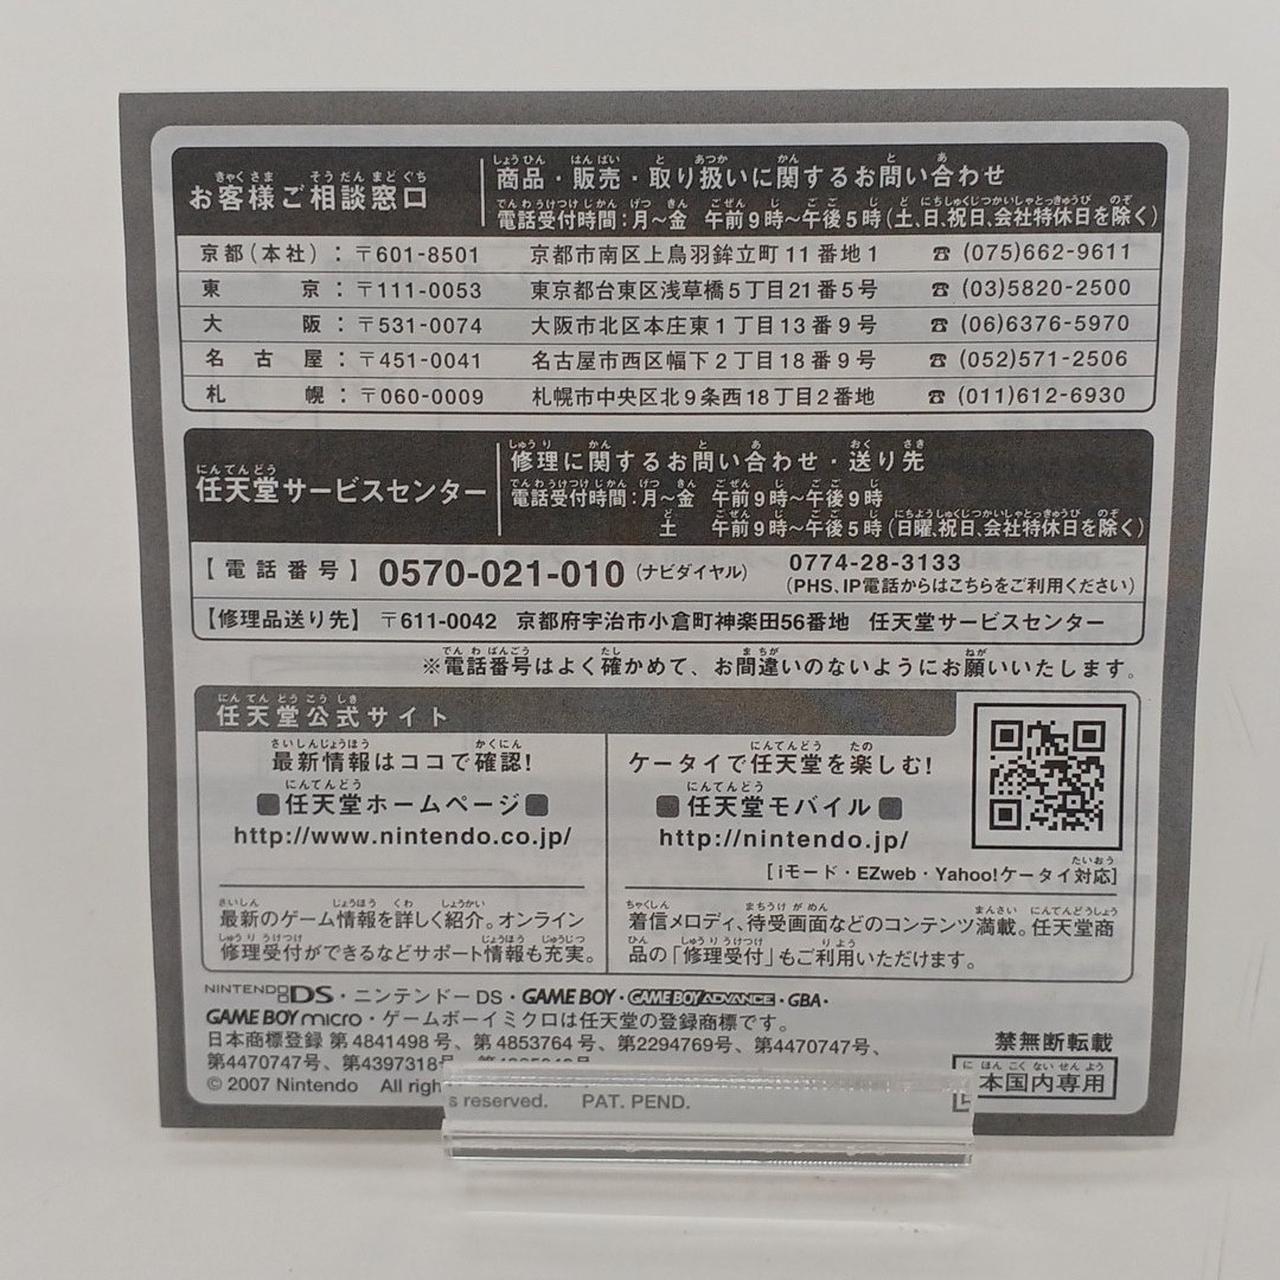 お客様ご相談窓口
商品・販売・取り扱いに関するお問い合わせ
電話受付時間：月～金　午前9時～午後5時（土、日、祝日、会社特休日を除く）
京都（本社）：〒601-8501　京都市南区上鳥羽鉾立町11番地1　☎ (075)662-9611
東京：〒111-0053　東京都台東区浅草橋5丁目21番5号　☎ (03)5820-2500
大阪：〒531-0074　大阪市北区本庄東1丁目13番9号　☎ (06)6376-5970
名古屋：〒451-0041　名古屋市西区幅下2丁目18番9号　☎ (052)571-2506
札幌：〒060-0009　札幌市中央区北9条西18丁目2番地　☎ (011)612-6930
任天堂サービスセンター
修理に関するお問い合わせ・送り先
電話受付時間：月～金　午前9時～午後9時
土　午前9時～午後5時（日曜、祝日、会社特休日を除く）
【電話番号】 0570-021-010（ナビダイヤル）　0774-28-3133
（PHS、IP電話からはこちらをご利用ください）
【修理品送り先】　〒611-0042　京都府宇治市小倉町神楽田56番地　任天堂サービスセンター
※電話番号はよく確かめて、お間違いのないようにお願いいたします。
任天堂公式サイト
最新情報はココで確認！
■任天堂ホームページ■
http://www.nintendo.co.jp/
最新のゲーム情報を詳しく紹介。オンライン
修理受付ができるなどサポート情報も充実。
ケータイで任天堂を楽しむ！
■任天堂モバイル■
http://nintendo.jp/
[ iモード・EZweb・Yahoo!ケータイ対応]
着信メロディ、待受画面などのコンテンツ満載。任天堂商
品の「修理受付」もご利用いただけます。
NINTENDO DS・ニンテンドーDS・GAME BOY・GAME BOY ADVANCE・GBA・
GAME BOY micro・ゲームボーイミクロは任天堂の登録商標です。
日本商標登録 第4841498号、第4853764号、第2294769号、第4470747号、
第4470747号、第4397318号
© 2007 Nintendo　All rights reserved.　PAT. PEND.
禁無断転載
日本国内専用